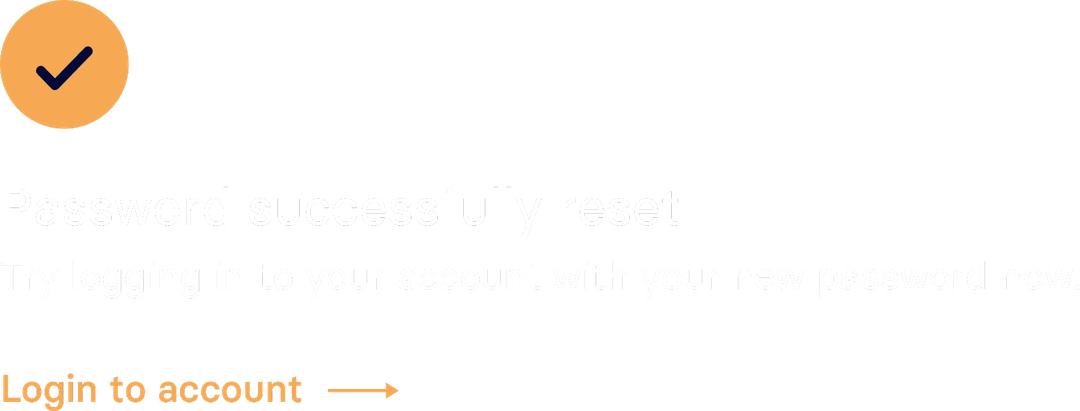 Password successfully reset
Try logging in to your account with your new password now.
Login to account